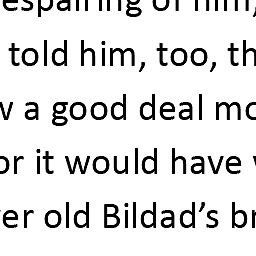 espairing of him,
told him, too, th
w a good deal mo
or it would have
er old Bildad’s br